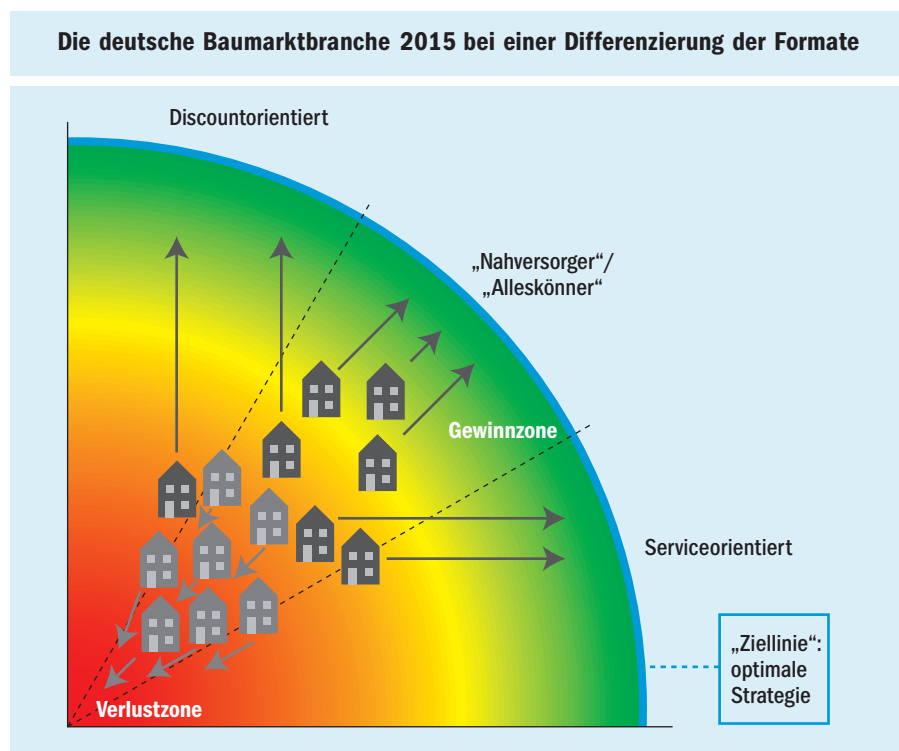 Die deutsche Baumarktbranche 2015 bei einer Differenzierung der Formate
Discountorientiert
„Nahversorger“/
„Alleskönner“
Gewinnzone
Serviceorientiert
„Ziellinie“:
optimale
Strategie
Verlustzone